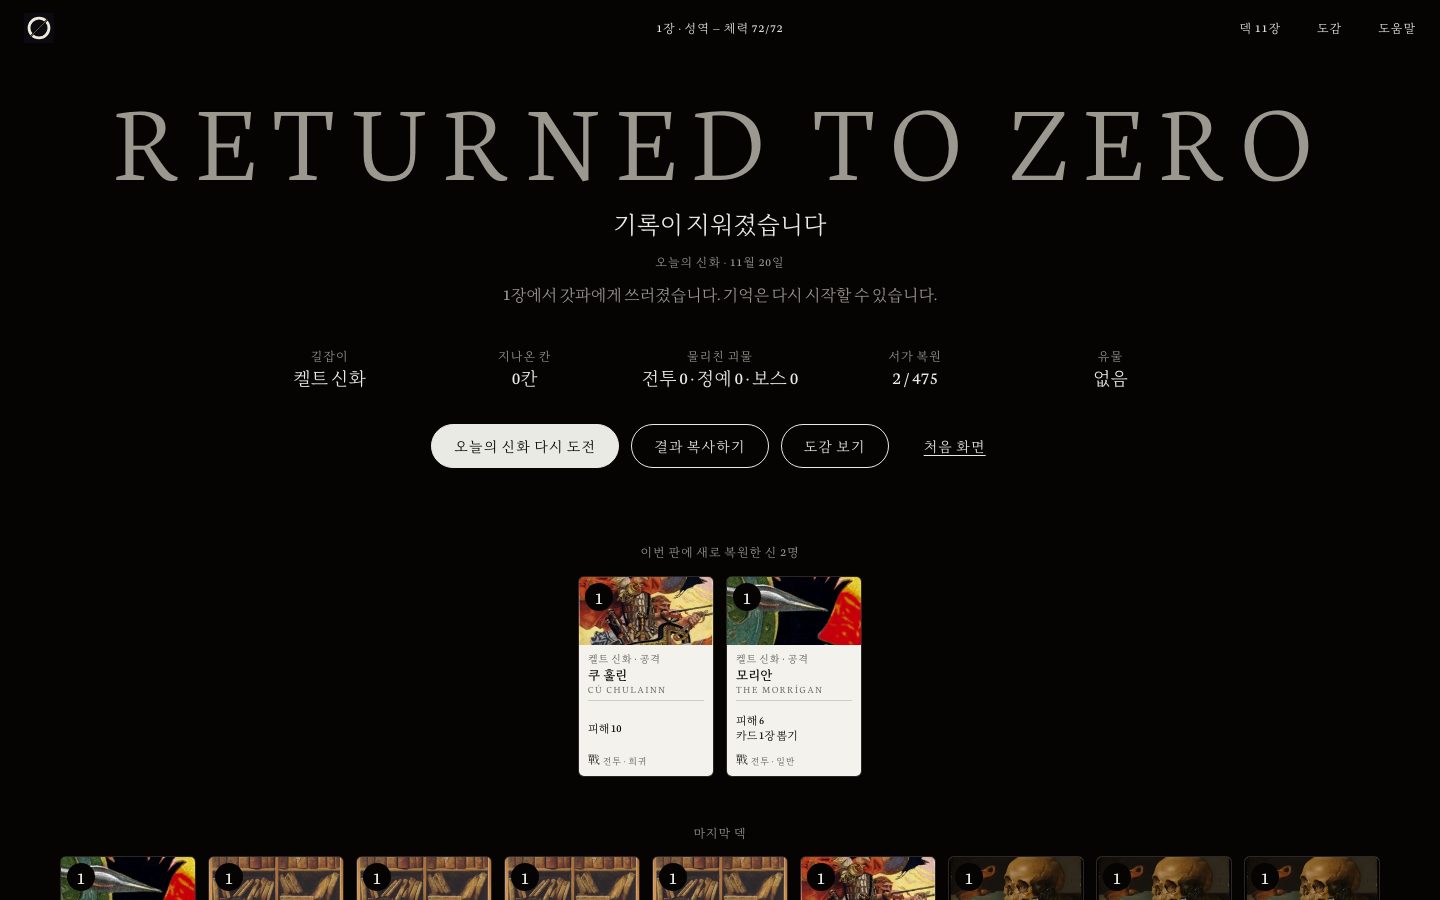 1장 · 성역 – 체력 72/72
덱 11장
도감
도움말
RETURNED TO ZERO
기록이 지워졌습니다
오늘의 신화 · 11월 20일
1장에서 갓파에게 쓰러졌습니다. 기억은 다시 시작할 수 있습니다.
길잡이
켈트 신화
지나온 칸
0칸
물리친 괴물
전투 0 · 정예 0 · 보스 0
서가 복원
2 / 475
유물
없음
오늘의 신화 다시 도전
결과 복사하기
도감 보기
처음 화면
이번 판에 새로 복원한 신 2명
1
켈트 신화 · 공격
쿠 훌린
CÚ CHULAINN
피해 10
戰 전투 · 희귀
1
켈트 신화 · 공격
모리안
THE MORRÍGAN
피해 6
카드 1장 뽑기
戰 전투 · 일반
마지막 덱
1
1
1
1
1
1
1
1
1